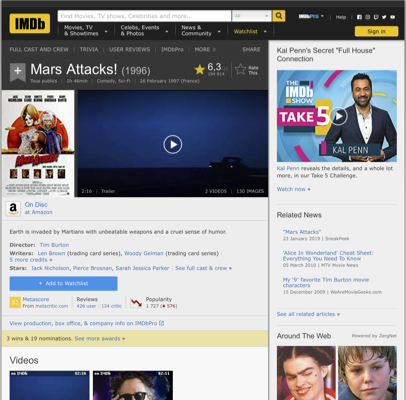 IMDb
Find Movies, TV shows, Celebrities and more...
All
IMDbPro
Help
Movies, TV
& Showtimes
Celebs, Events
& Photos
News &
Community
Watchlist
Sign in
FULL CAST AND CREW | TRIVIA | USER REVIEWS | IMDbPro | MORE
SHARE
Mars Attacks! (1996)
Tous publics | 1h 46min | Comedy, Sci-Fi | 26 February 1997 (France)
6,3
Rate
This
2:16 | Trailer
2 VIDEOS | 130 IMAGES
On Disc
at Amazon
Earth is invaded by Martians with unbeatable weapons and a cruel sense of humor.
Director: Tim Burton
Writers: Len Brown (trading card series), Woody Gelman (trading card series)
5 more credits »
Stars: Jack Nicholson, Pierce Brosnan, Sarah Jessica Parker | See full cast & crew »
+ Add to Watchlist
52
Metascore
From metacritic.com
Reviews
426 user | 134 critic
Popularity
1 727 (576)
View production, box office, & company info on IMDbPro
3 wins & 19 nominations. See more awards »
Videos
Kal Penn's Secret "Full House"
Connection
THE
IMDb
SHOW
TAKE 5
KAL PENN
Kal Penn reveals the details, and a whole lot
more, in our Take 5 Challenge.
Watch now »
Related News
"Mars Attacks"
23 January 2019 | SneakPeek
'Alice In Wonderland' Cheat Sheet:
Everything You Need To Know
05 March 2010 | MTV Movie News
My '9' favorite Tim Burton movie
characters
15 December 2009 | WeAreMovieGeeks.com
See all related articles »
Around The Web
Powered by ZergNet